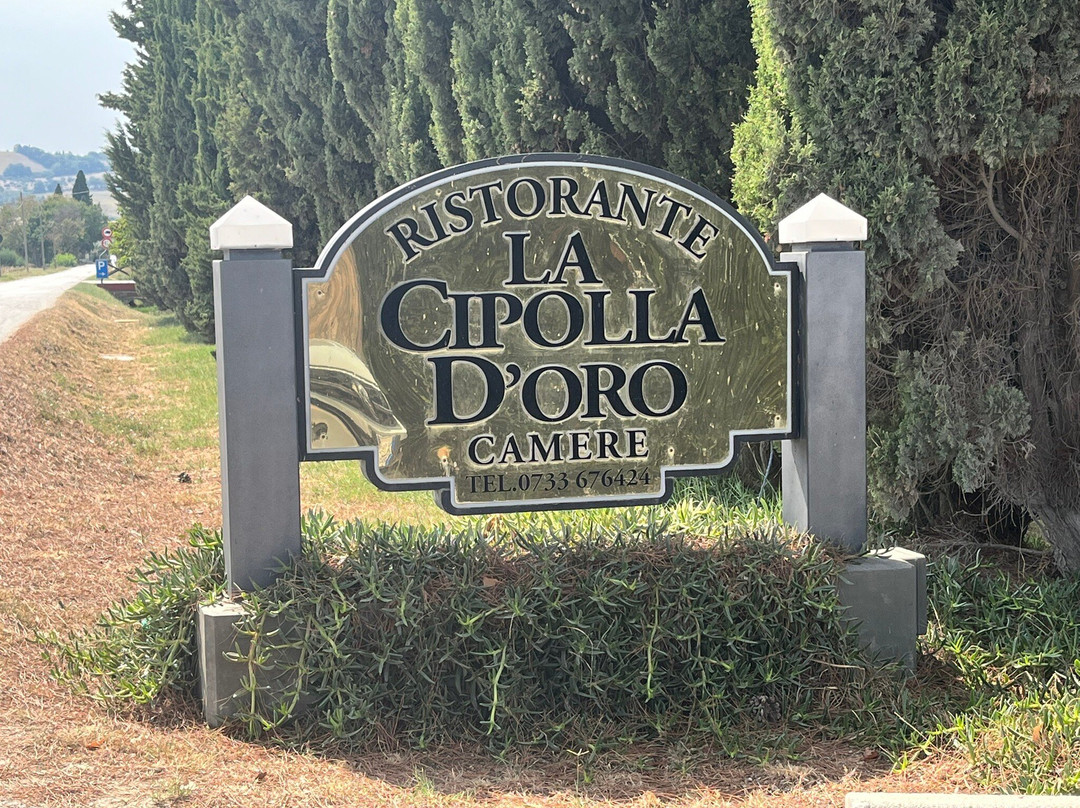 RISTORANTE
LA
CIPOLLA
D'ORO
CAMERE
TEL.0733 676424
P